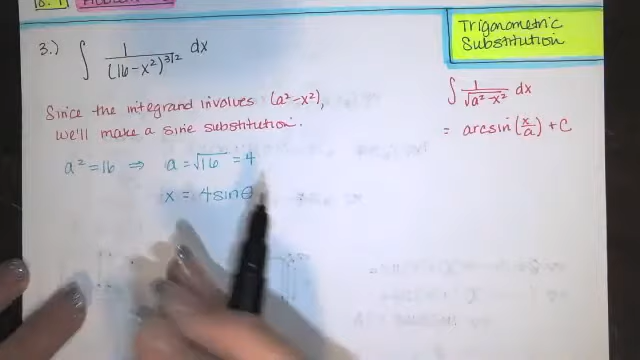 Trigonometric
Substitution
3.) ∫ 1/(16-x²)^3/2 dx
Since the integrand involves (a²-x²),
we'll make a sine substitution.
a²=16 ⇒ a=√16 =4
x = 4sinθ
∫ 1/√(a²-x²) dx
= arcsin(x/a)+C